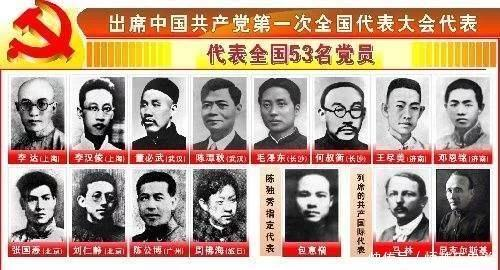 出席中国共产党第一次全国代表大会代表
代表全国53名党员
李达(上海)
李汉俊(上海)
董必武(武汉)
陈潭秋(武汉)
毛泽东(长沙)
何叔衡(长沙)
王尽美(济南)
邓恩铭(济南)
张国焘(北京)
刘仁静(北京)
陈公博(广州)
周佛海(旅日)
陈独秀指定代表
包惠僧
列席的共产国际代表
马林
尼克尔斯基